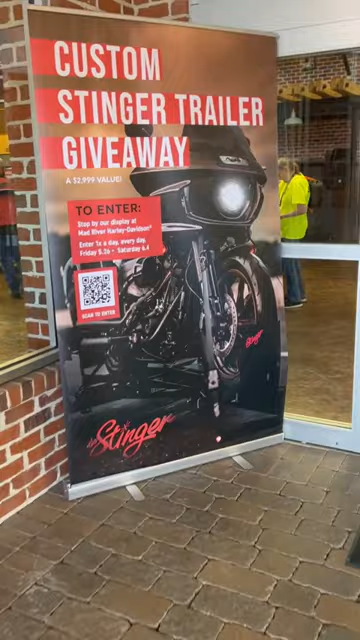 CUSTOM
STINGER TRAILER
GIVEAWAY
A $2,999 VALUE!
TO ENTER:
Stop by our display at
Mad River Harley-Davidson®
Enter 1x a day, every day,
Friday 5.26 - Saturday 6.4
SCAN TO ENTER
Stinger
the Stinger